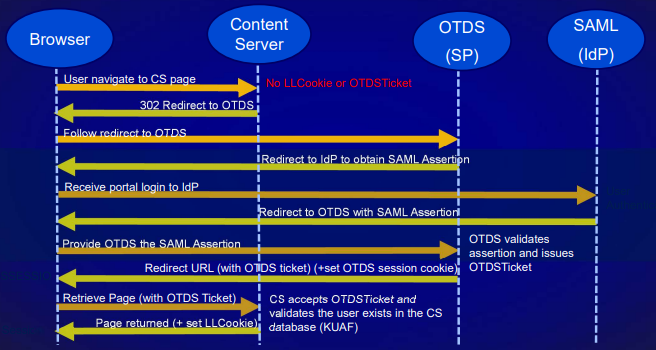 Browser
Content
Server
OTDS
(SP)
SAML
(IdP)
User navigate to CS page
No LLCookie or OTDSTicket
302 Redirect to OTDS
Follow redirect to OTDS
Redirect to IdP to obtain SAML Assertion
Receive portal login to IdP
Redirect to OTDS with SAML Assertion
Provide OTDS the SAML Assertion
OTDS validates
assertion and issues
OTDSTicket
Redirect URL (with OTDS ticket) (+set OTDS session cookie)
Retrieve Page (with OTDS Ticket)
CS accepts OTDSTicket and
validates the user exists in the CS
database (KUAF)
Page returned (+ set LLCookie)